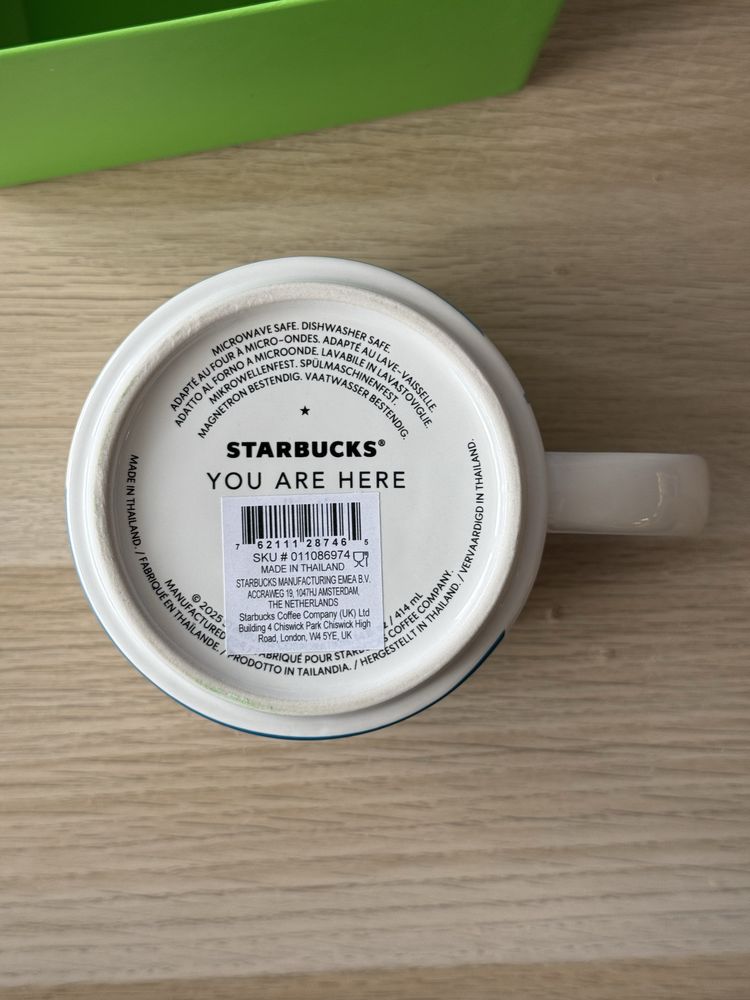 MICROWAVE SAFE. DISHWASHER SAFE.
ADAPTÉ AU FOUR À MICRO-ONDES. ADAPTÉ AU LAVE-VAISSELLE.
ADATTO AL FORNO A MICROONDE. LAVABILE IN LAVASTOVIGLIE.
MIKROWELLENFEST. SPÜLMASCHINENFEST.
MAGNETRON BESTENDIG. VAATWASSER BESTENDIG.
STARBUCKS®
YOU ARE HERE
7 62111 28746 5
SKU # 011086974
MADE IN THAILAND
STARBUCKS MANUFACTURING EMEA B.V.
ACCRAWEG 19, 1047HJ AMSTERDAM,
THE NETHERLANDS
Starbucks Coffee Company (UK) Ltd
Building 4 Chiswick Park Chiswick High
Road, London, W4 5YE, UK
© 2025 / 414 mL
MANUFACTURED COFFEE COMPANY.
FABRIQUÉ POUR
MADE IN THAILAND. / FABRIQUÉ EN THAÏLANDE. / PRODOTTO IN TAILANDIA. / HERGESTELLT IN THAILAND. / VERVAARDIGD IN THAILAND.